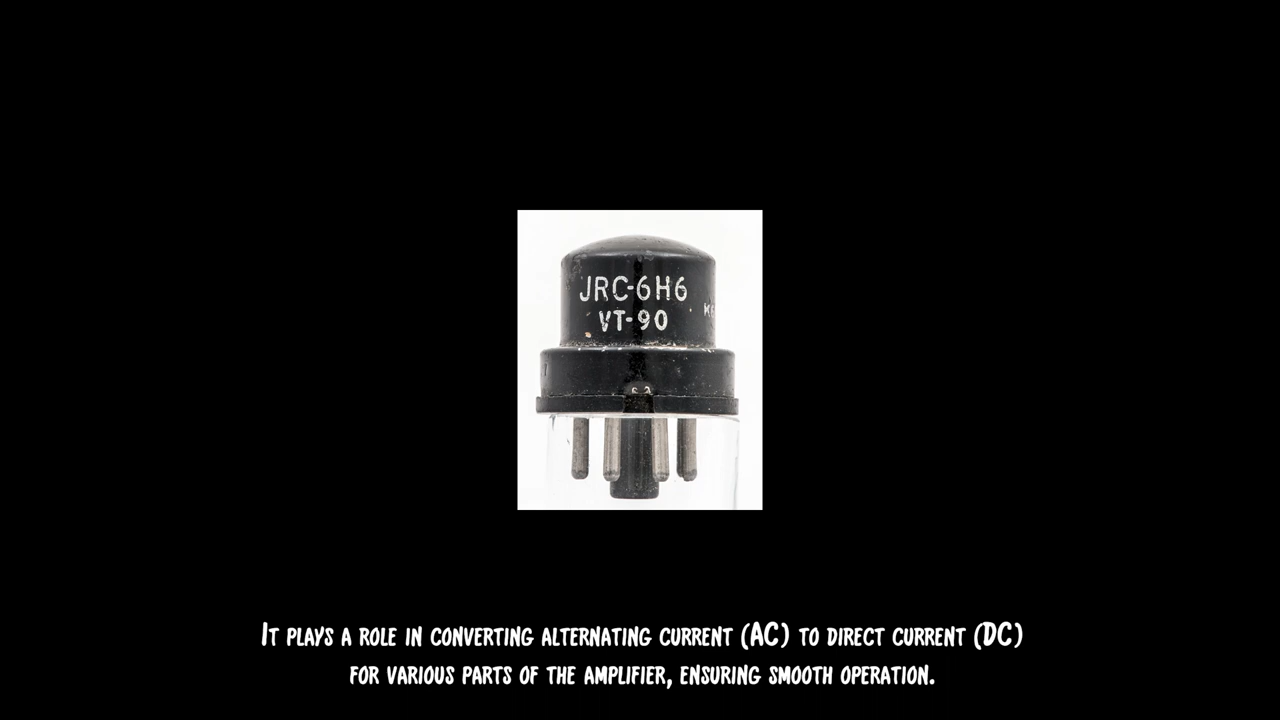 JRC-6H6
VT-90
It plays a role in converting alternating current (AC) to direct current (DC)
for various parts of the amplifier, ensuring smooth operation.